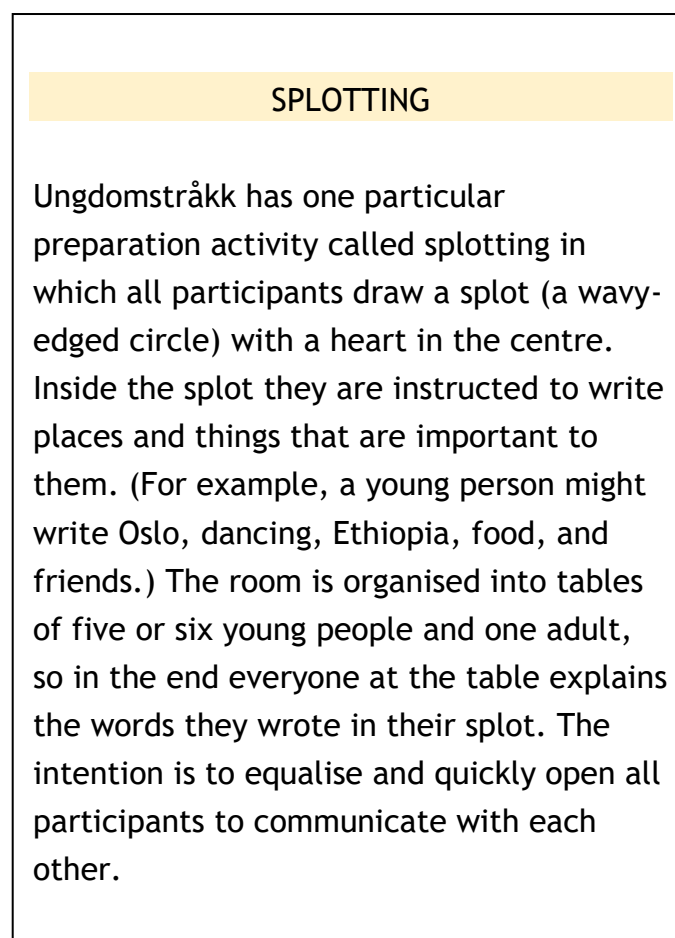 SPLOTTING
Ungdomstråkk has one particular
preparation activity called splotting in
which all participants draw a splot (a wavy-
edged circle) with a heart in the centre.
Inside the splot they are instructed to write
places and things that are important to
them. (For example, a young person might
write Oslo, dancing, Ethiopia, food, and
friends.) The room is organised into tables
of five or six young people and one adult,
so in the end everyone at the table explains
the words they wrote in their splot. The
intention is to equalise and quickly open all
participants to communicate with each
other.